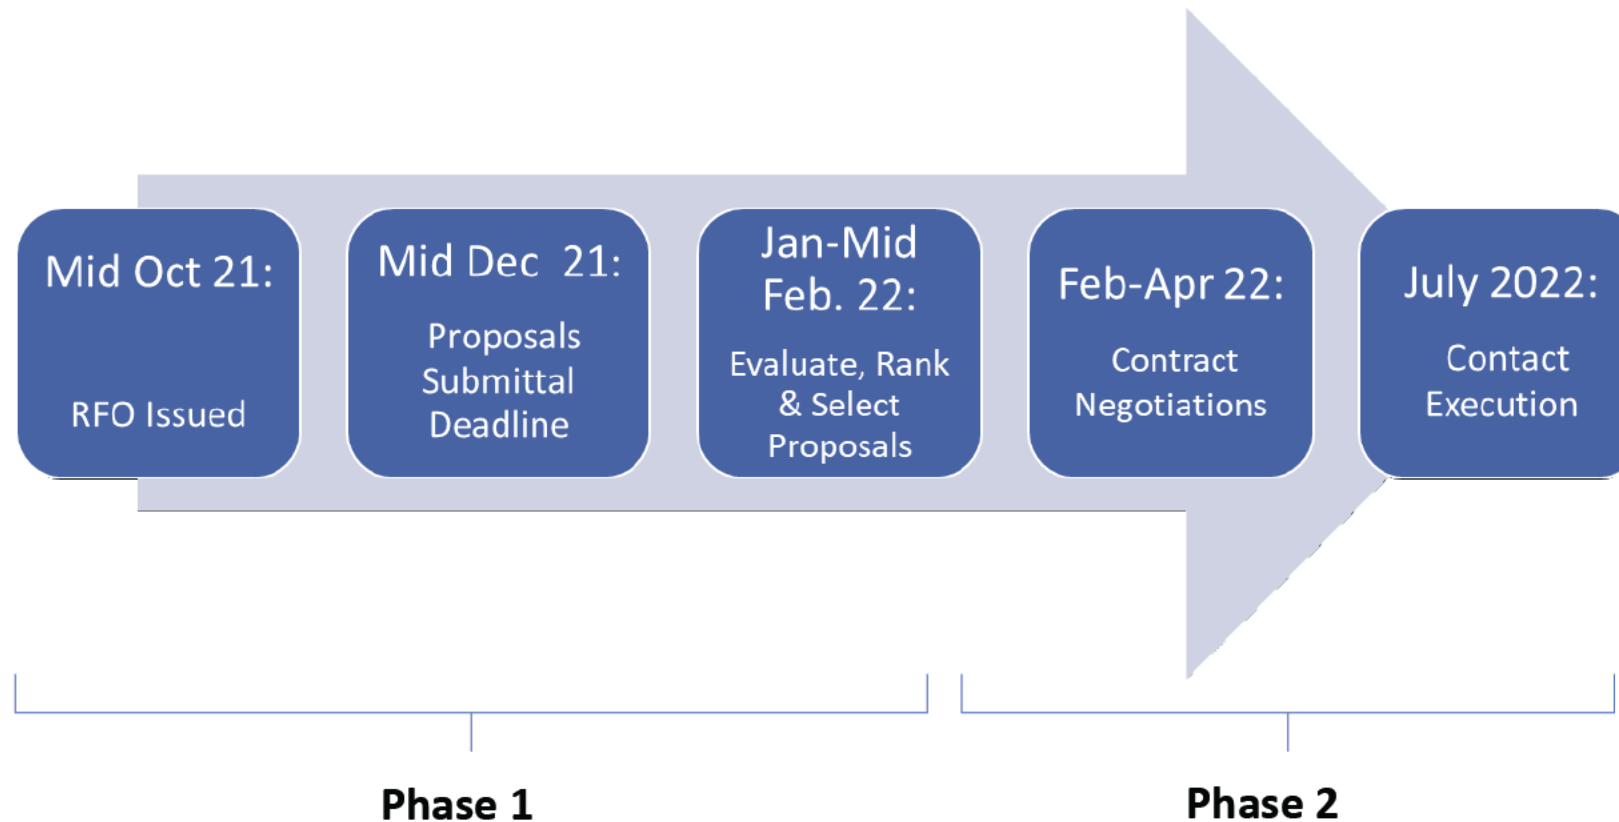 Mid Oct 21:
RFO Issued
Mid Dec 21:
Proposals
Submittal
Deadline
Jan-Mid
Feb. 22:
Evaluate, Rank
& Select
Proposals
Feb-Apr 22:
Contract
Negotiations
July 2022:
Contact
Execution
Phase 1
Phase 2